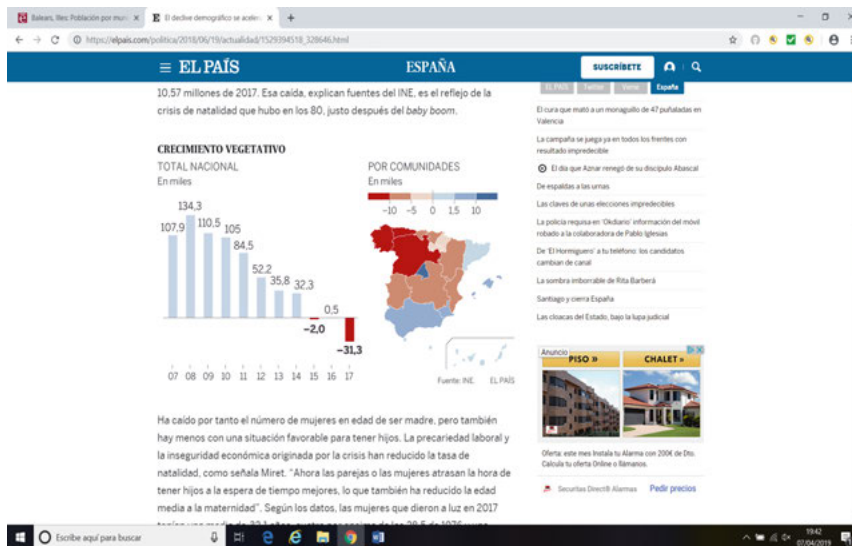 Balears, Illes: Población por muni
El declive demográfico se aceler
https://elpais.com/politica/2018/06/19/actualidad/1529394518_328646.html
EL PAÍS
ESPAÑA
SUSCRÍBETE
10,57 millones de 2017. Esa caída, explican fuentes del INE, es el reflejo de la
crisis de natalidad que hubo en los 80, justo después del baby boom.
CRECIMIENTO VEGETATIVO
TOTAL NACIONAL
En miles
107,9
134,3
110,5
105
84,5
52,2
35,8
32,3
−2,0
0,5
−31,3
07 08 09 10 11 12 13 14 15 16 17
POR COMUNIDADES
En miles
−10 −5 0 1,5 10
Fuente: INE. EL PAÍS
Ha caído por tanto el número de mujeres en edad de ser madre, pero también
hay menos con una situación favorable para tener hijos. La precariedad laboral y
la inseguridad económica originada por la crisis han reducido la tasa de
natalidad, como señala Miret. “Ahora las parejas o las mujeres atrasan la hora de
tener hijos a la espera de tiempo mejores, lo que también ha reducido la edad
media a la maternidad”. Según los datos, las mujeres que dieron a luz en 2017
EL PAÍS Twitter Verne España
El cura que mató a un monaguillo de 47 puñaladas en
Valencia
La campaña se juega ya en todos los frentes con
resultado impredecible
El día que Aznar renegó de su discípulo Abascal
De espaldas a las urnas
Las claves de unas elecciones impredecibles
La policía requisa en ‘Okdiario’ información del móvil
robado a la colaboradora de Pablo Iglesias
De ‘El Hormiguero’ a tu teléfono: los candidatos
cambian de canal
La sombra imborrable de Rita Barberá
Santiago y cierra España
Las cloacas del Estado, bajo la lupa judicial
Anuncio
PISO »
CHALET »
Oferta: este mes Instala tu Alarma con 200€ de Dto.
Calcula tu oferta Online o llámanos.
Securitas Direct® Alarmas Pedir precios
Escribe aquí para buscar
19:42
07/04/2019